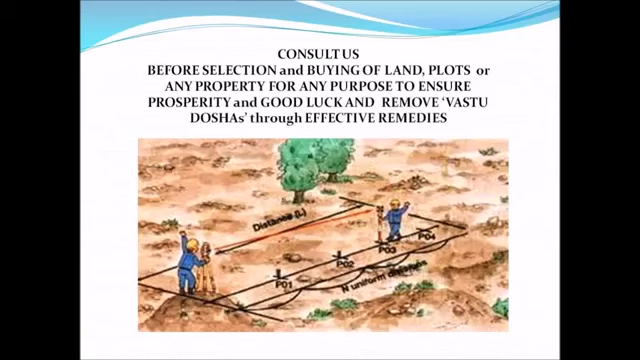 CONSULT US
BEFORE SELECTION and BUYING OF LAND, PLOTS or
ANY PROPERTY FOR ANY PURPOSE TO ENSURE
PROSPERITY and GOOD LUCK AND REMOVE ‘VASTU
DOSHAs’ through EFFECTIVE REMEDIES
Distance (L)
P01
P02
P03
P04
N uniform distances